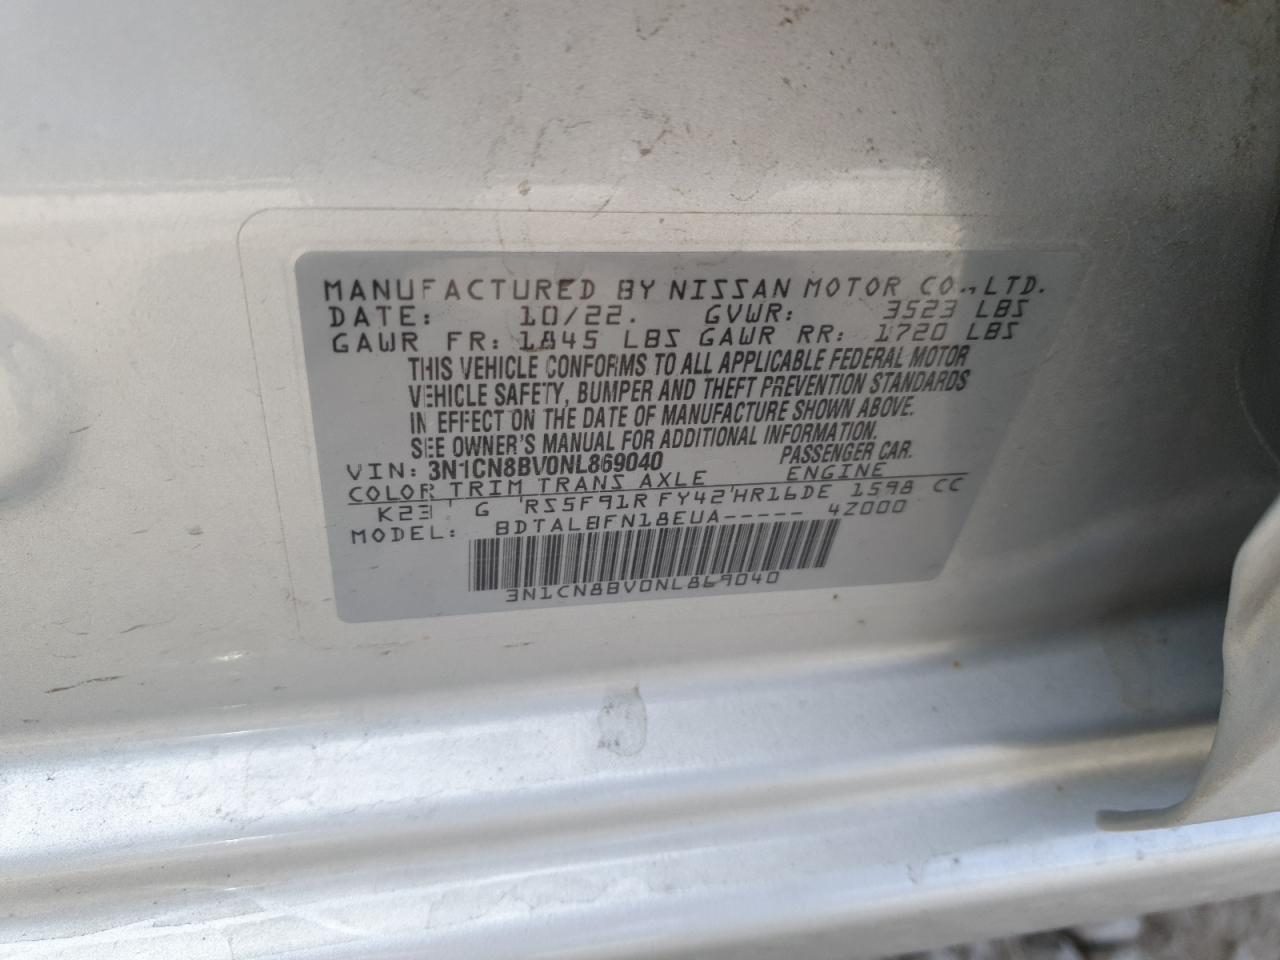 MANUFACTURED BY NISSAN MOTOR CO., LTD.
DATE: 10/22. GVWR: 3523 LBS
GAWR FR: 1845 LBS GAWR RR: 1720 LBS
THIS VEHICLE CONFORMS TO ALL APPLICABLE FEDERAL MOTOR
VEHICLE SAFETY, BUMPER AND THEFT PREVENTION STANDARDS
IN EFFECT ON THE DATE OF MANUFACTURE SHOWN ABOVE.
SEE OWNER'S MANUAL FOR ADDITIONAL INFORMATION.
VIN: 3N1CN8BV0NL869040 PASSENGER CAR.
COLOR TRIM TRANS AXLE ENGINE
K23 ' G 'RS5F91R FY42'HR16DE 1598 CC
MODEL: BDTALBFN18EUA----- 4Z000
3N1CN8BV0NL869040